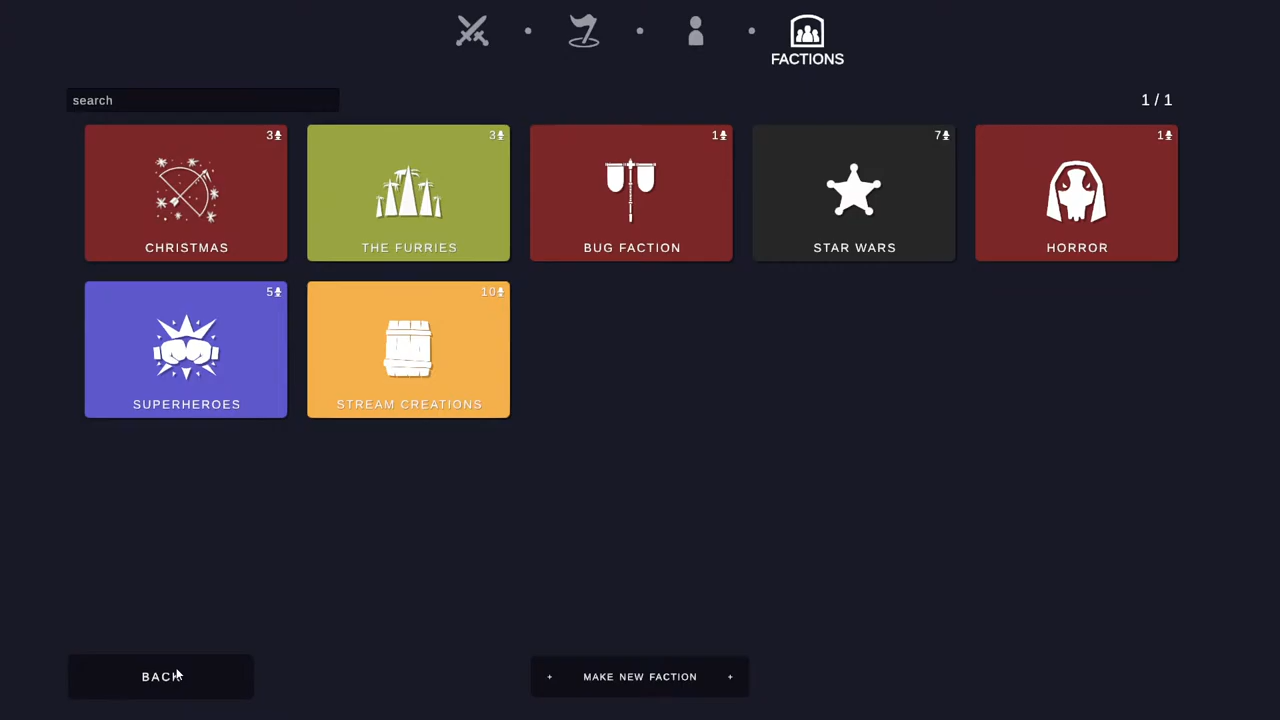 FACTIONS
search
1 / 1
3
3
1
7
1
CHRISTMAS
THE FURRIES
BUG FACTION
STAR WARS
HORROR
5
10
SUPERHEROES
STREAM CREATIONS
BACK
+ MAKE NEW FACTION +